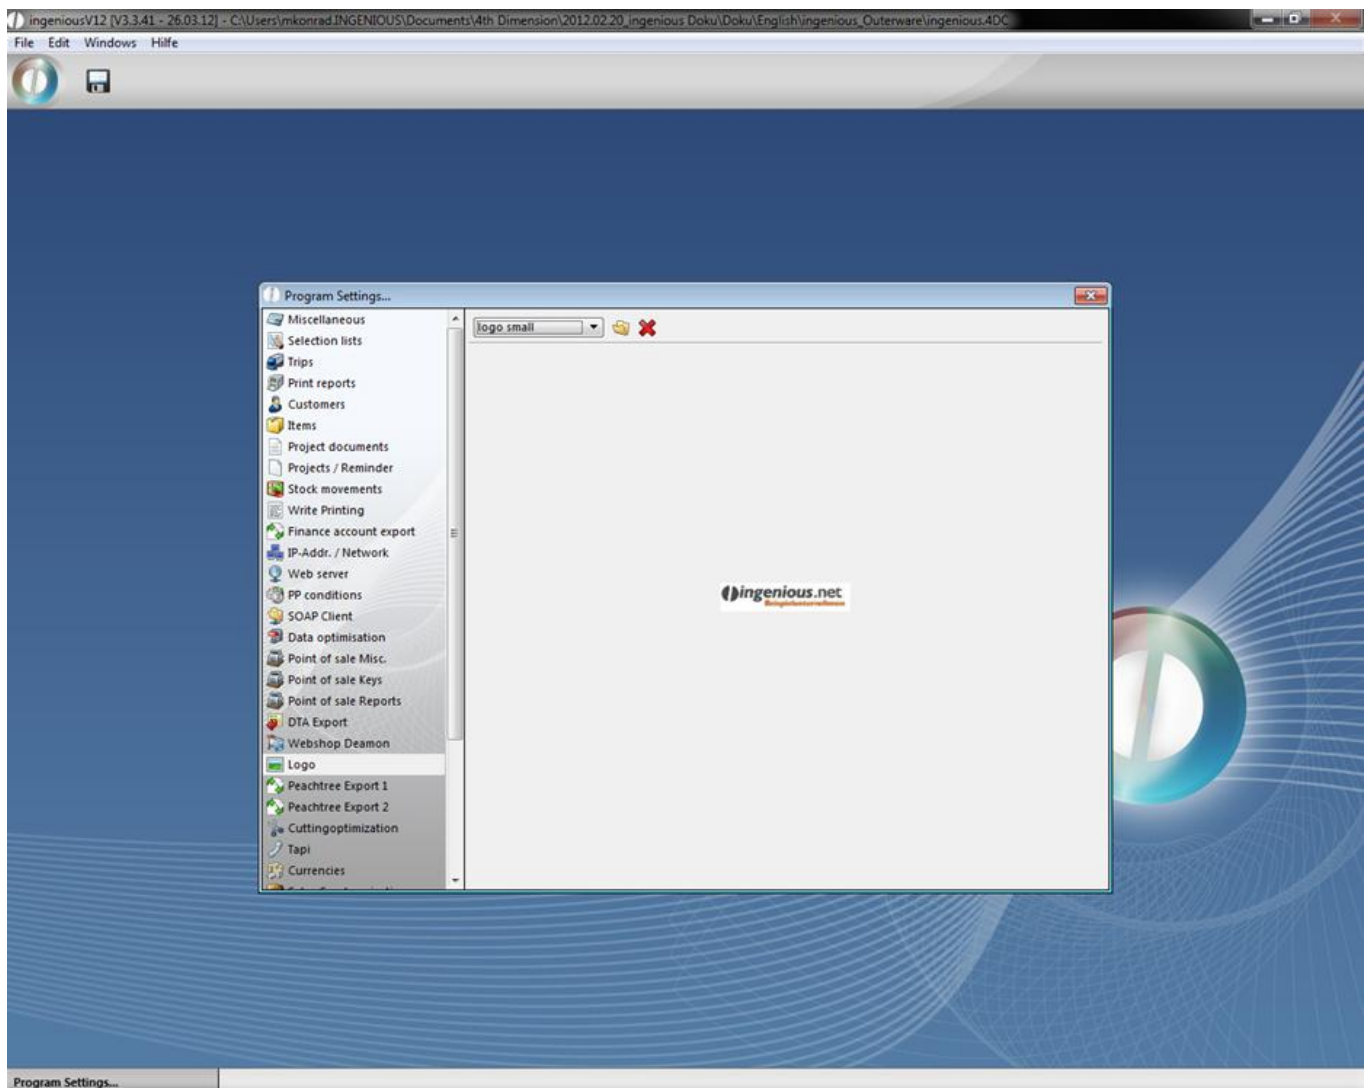 ingeniousV12 [V3.3.41 - 26.03.12] - C:\Users\mkonrad.INGENIOUS\Documents\4th Dimension\2012.02.20_ingenious Doku\Doku\English\ingenious_Outerware\ingenious.4DC
File Edit Windows Hilfe
Program Settings...
Miscellaneous
logo small
Selection lists
Trips
Print reports
Customers
Items
Project documents
Projects / Reminder
Stock movements
Write Printing
Finance account export
IP-Addr. / Network
Web server
PP conditions
ingenious.net
SOAP Client
Data optimisation
Point of sale Misc.
Point of sale Keys
Point of sale Reports
DTA Export
Webshop Deamon
Logo
Peachtree Export 1
Peachtree Export 2
Cuttingoptimization
Tapi
Currencies
Program Settings...